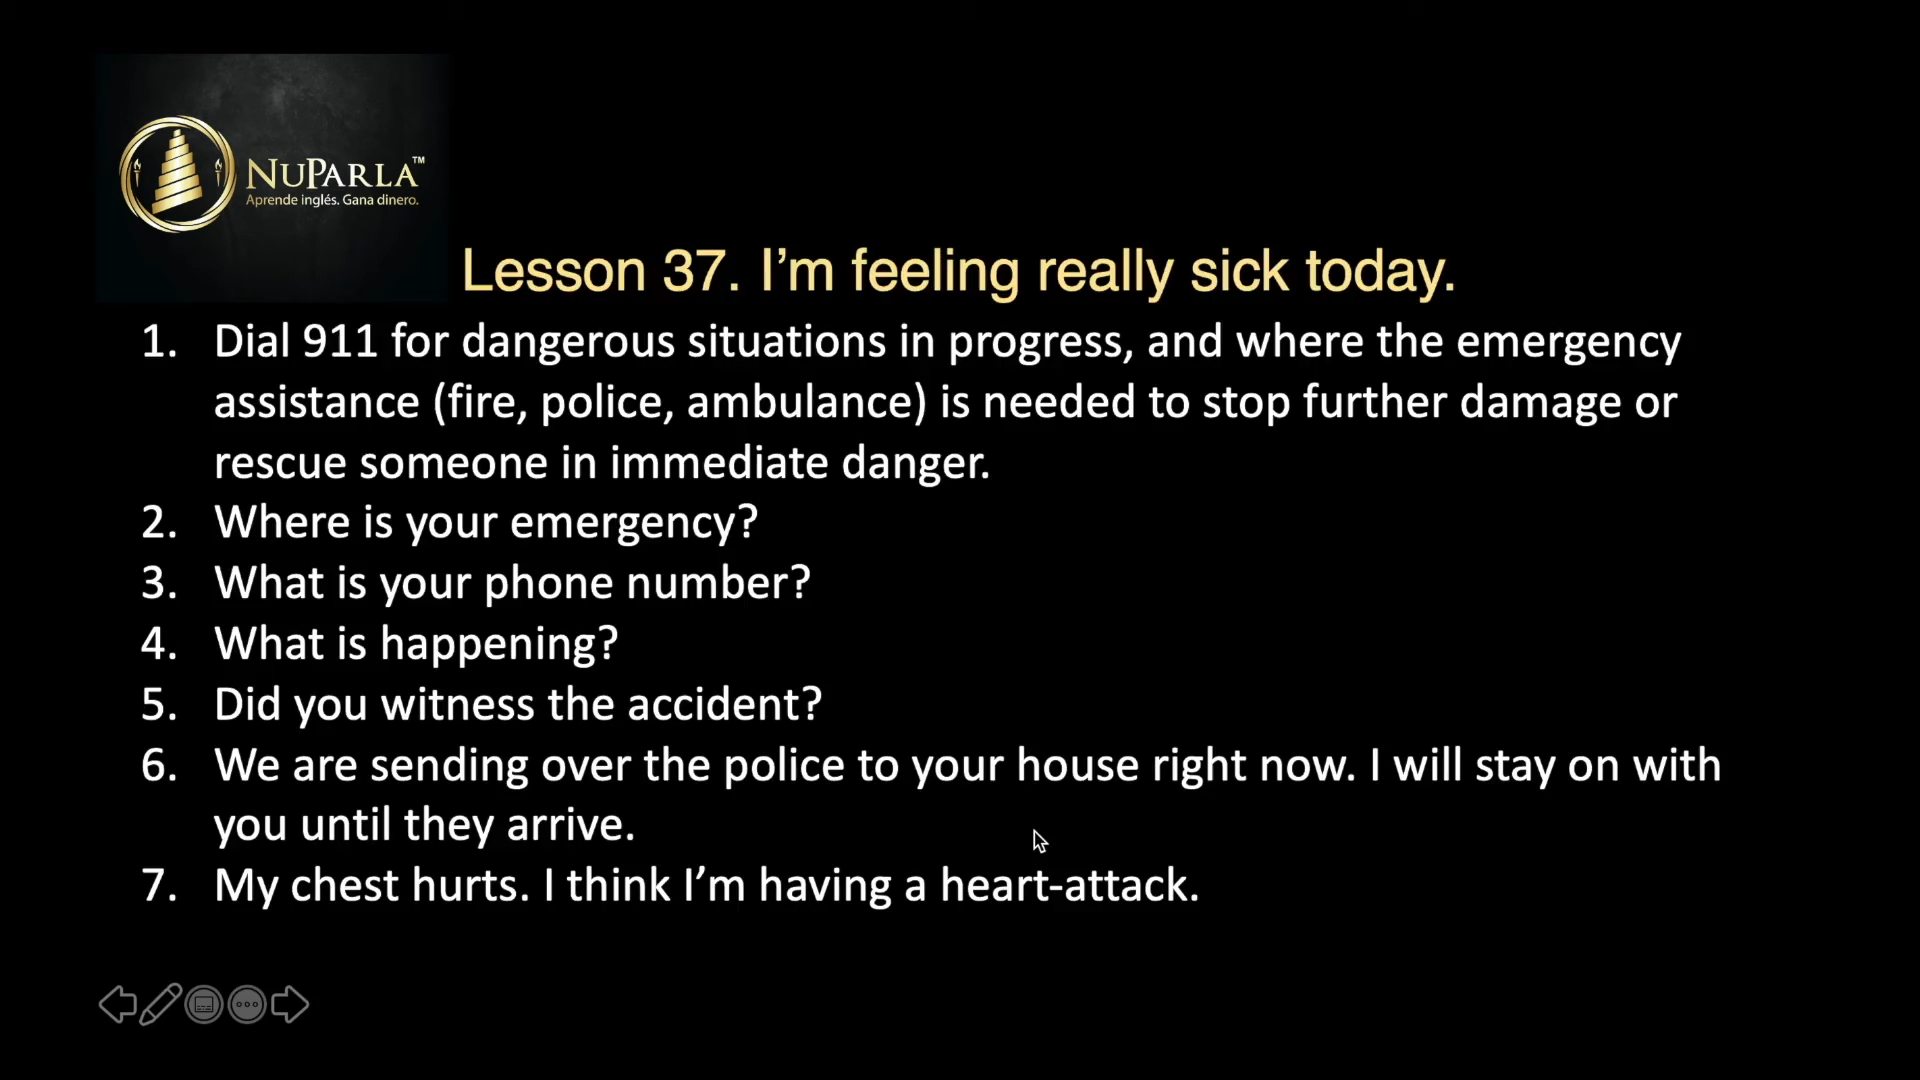 NUPARLA™
Aprende inglés. Gana dinero.
Lesson 37. I’m feeling really sick today.
1. Dial 911 for dangerous situations in progress, and where the emergency
assistance (fire, police, ambulance) is needed to stop further damage or
rescue someone in immediate danger.
2. Where is your emergency?
3. What is your phone number?
4. What is happening?
5. Did you witness the accident?
6. We are sending over the police to your house right now. I will stay on with
you until they arrive.
7. My chest hurts. I think I’m having a heart-attack.